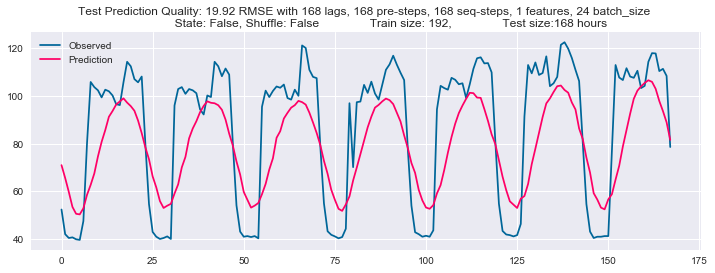 Test Prediction Quality: 19.92 RMSE with 168 lags, 168 pre-steps, 168 seq-steps, 1 features, 24 batch_size
State: False, Shuffle: False Train size: 192, Test size:168 hours
Observed
Prediction
120
100
80
60
40
0 25 50 75 100 125 150 175